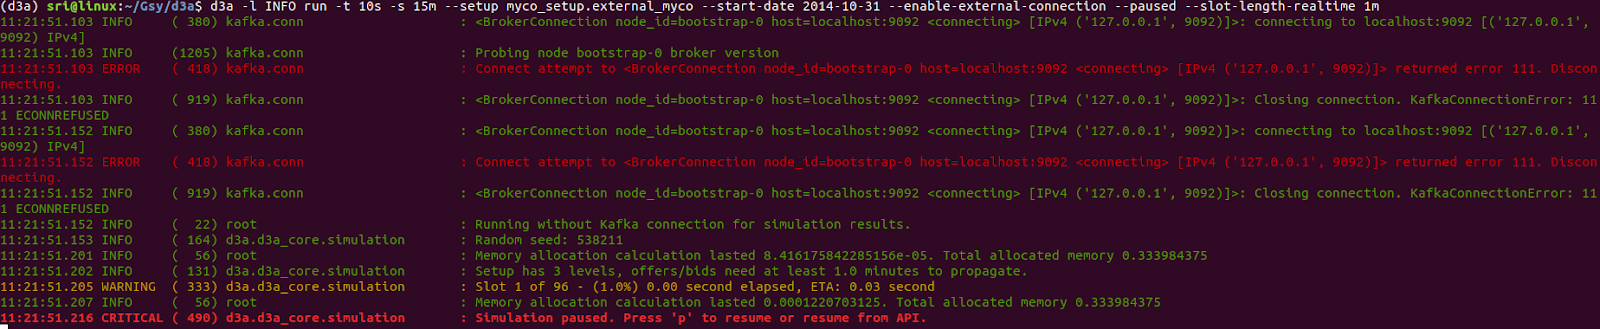 (d3a) sri@linux:~/Gsy/d3a$ d3a -l INFO run -t 10s -s 15m --setup myco_setup.external_myco --start-date 2014-10-31 --enable-external-connection --paused --slot-length-realtime 1m
11:21:51.103 INFO     ( 380) kafka.conn                    : <BrokerConnection node_id=bootstrap-0 host=localhost:9092 <connecting> [IPv4 ('127.0.0.1', 9092)]>: connecting to localhost:9092 [('127.0.0.1',
9092) IPv4]
11:21:51.103 INFO     (1205) kafka.conn                    : Probing node bootstrap-0 broker version
11:21:51.103 ERROR    ( 418) kafka.conn                    : Connect attempt to <BrokerConnection node_id=bootstrap-0 host=localhost:9092 <connecting> [IPv4 ('127.0.0.1', 9092)]> returned error 111. Disco
nnecting.
11:21:51.103 INFO     ( 919) kafka.conn                    : <BrokerConnection node_id=bootstrap-0 host=localhost:9092 <connecting> [IPv4 ('127.0.0.1', 9092)]>: Closing connection. KafkaConnectionError: 11
1 ECONNREFUSED
11:21:51.152 INFO     ( 380) kafka.conn                    : <BrokerConnection node_id=bootstrap-0 host=localhost:9092 <connecting> [IPv4 ('127.0.0.1', 9092)]>: connecting to localhost:9092 [('127.0.0.1',
9092) IPv4]
11:21:51.152 ERROR    ( 418) kafka.conn                    : Connect attempt to <BrokerConnection node_id=bootstrap-0 host=localhost:9092 <connecting> [IPv4 ('127.0.0.1', 9092)]> returned error 111. Disco
nnecting.
11:21:51.152 INFO     ( 919) kafka.conn                    : <BrokerConnection node_id=bootstrap-0 host=localhost:9092 <connecting> [IPv4 ('127.0.0.1', 9092)]>: Closing connection. KafkaConnectionError: 11
1 ECONNREFUSED
11:21:51.152 INFO     (  22) root                          : Running without Kafka connection for simulation results.
11:21:51.153 INFO     ( 164) d3a.d3a_core.simulation       : Random seed: 538211
11:21:51.201 INFO     (  56) root                          : Memory allocation calculation lasted 8.416175842285156e-05. Total allocated memory 0.333984375
11:21:51.202 INFO     ( 131) d3a.d3a_core.simulation       : Setup has 3 levels, offers/bids need at least 1.0 minutes to propagate.
11:21:51.205 WARNING  ( 333) d3a.d3a_core.simulation       : Slot 1 of 96 - (1.0%) 0.00 second elapsed, ETA: 0.03 second
11:21:51.207 INFO     (  56) root                          : Memory allocation calculation lasted 0.0001220703125. Total allocated memory 0.333984375
11:21:51.216 CRITICAL ( 490) d3a.d3a_core.simulation       : Simulation paused. Press 'p' to resume or resume from API.